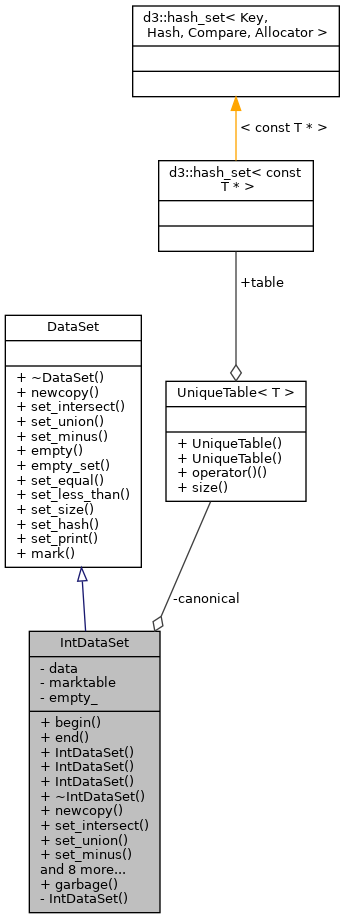 d3::hash_set< Key,
Hash, Compare, Allocator >
< const T * >
d3::hash_set< const
T * >
+table
DataSet
+ ~DataSet()
+ newcopy()
+ set_intersect()
+ set_union()
+ set_minus()
+ empty()
+ empty_set()
+ set_equal()
+ set_less_than()
+ set_size()
+ set_hash()
+ set_print()
+ mark()
UniqueTable< T >
+ UniqueTable()
+ UniqueTable()
+ operator()()
+ size()
-canonical
IntDataSet
- data
- marktable
- empty_
+ begin()
+ end()
+ IntDataSet()
+ IntDataSet()
+ IntDataSet()
+ ~IntDataSet()
+ newcopy()
+ set_intersect()
+ set_union()
+ set_minus()
and 8 more...
+ garbage()
- IntDataSet()